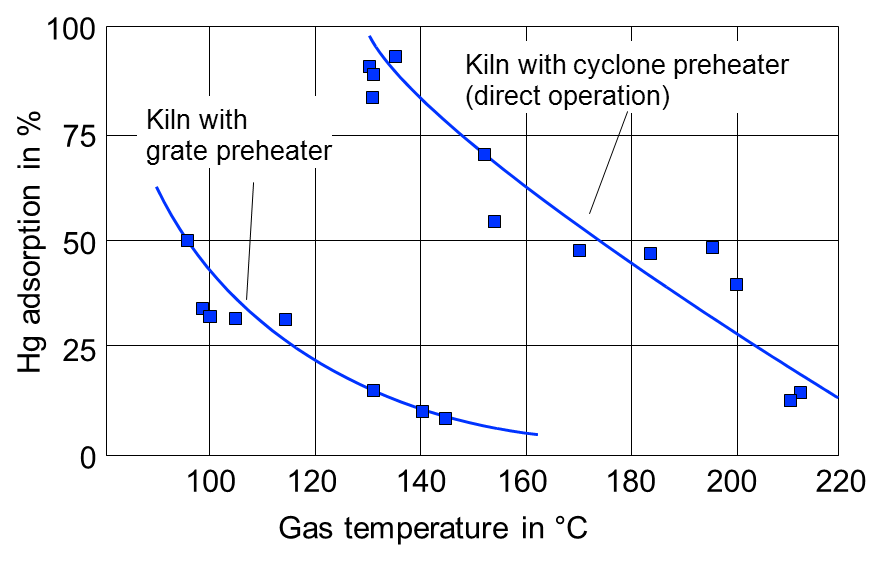 100
75
50
25
0
Hg adsorption in %
Kiln with
grate preheater
Kiln with cyclone preheater
(direct operation)
100 120 140 160 180 200 220
Gas temperature in °C